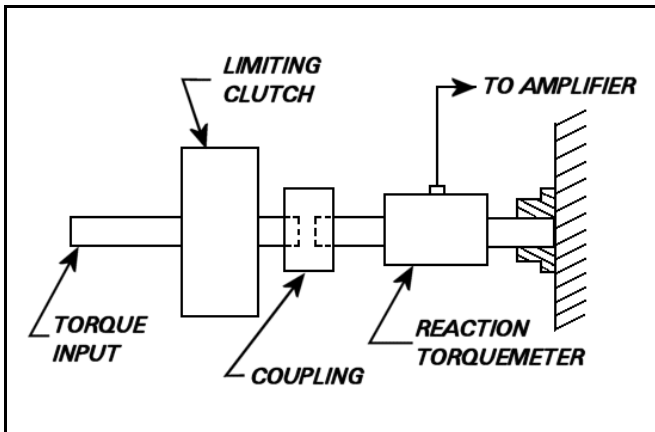 LIMITING
CLUTCH
TO AMPLIFIER
TORQUE
INPUT
COUPLING
REACTION
TORQUEMETER